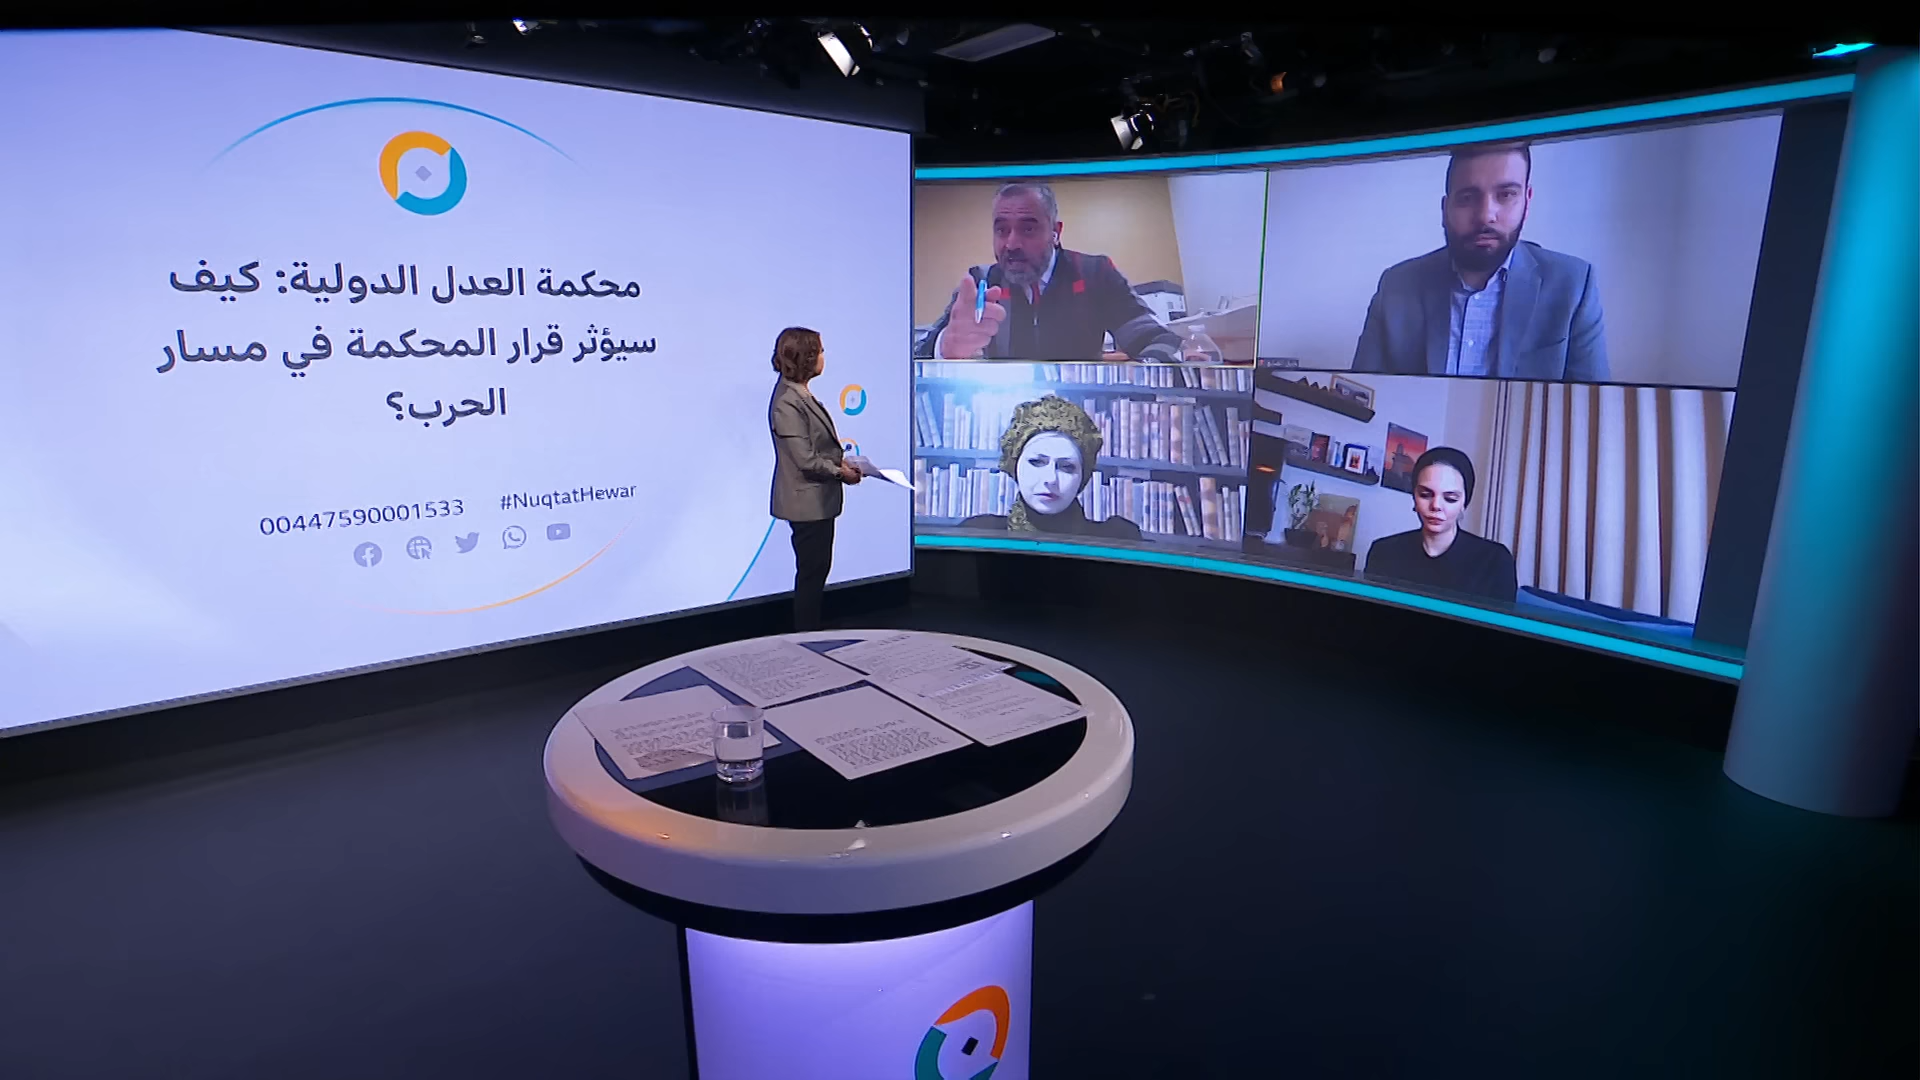 محكمة العدل الدولية: كيف
سيؤثر قرار المحكمة في مسار
الحرب؟
00447590001533 #NuqtatHewar